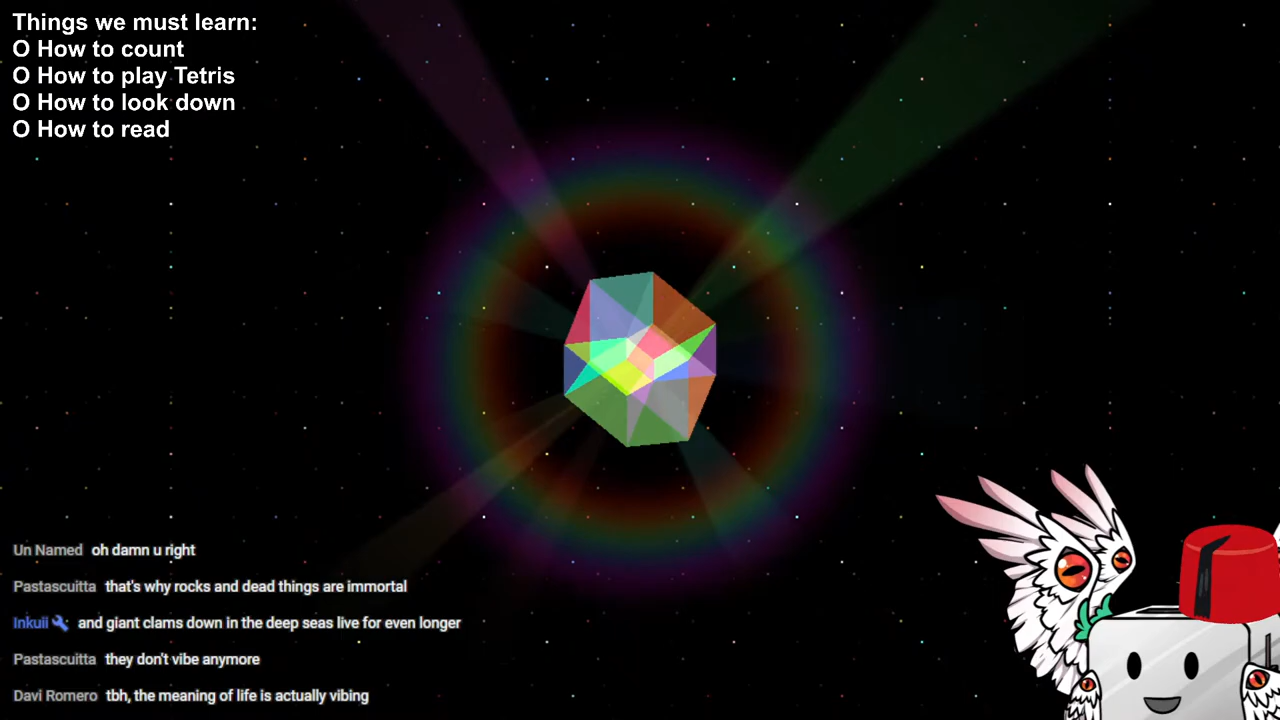 Things we must learn:
O How to count
O How to play Tetris
O How to look down
O How to read
Un Named oh damn u right
Pastascuitta that's why rocks and dead things are immortal
Inkuii and giant clams down in the deep seas live for even longer
Pastascuitta they don't vibe anymore
Davi Romero tbh, the meaning of life is actually vibing